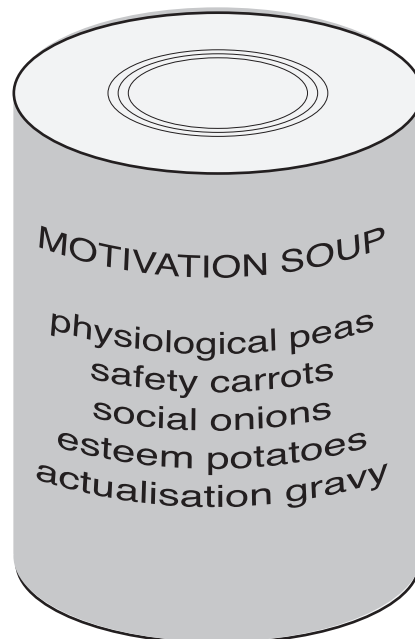 MOTIVATION SOUP
physiological peas
safety carrots
social onions
esteem potatoes
actualisation gravy